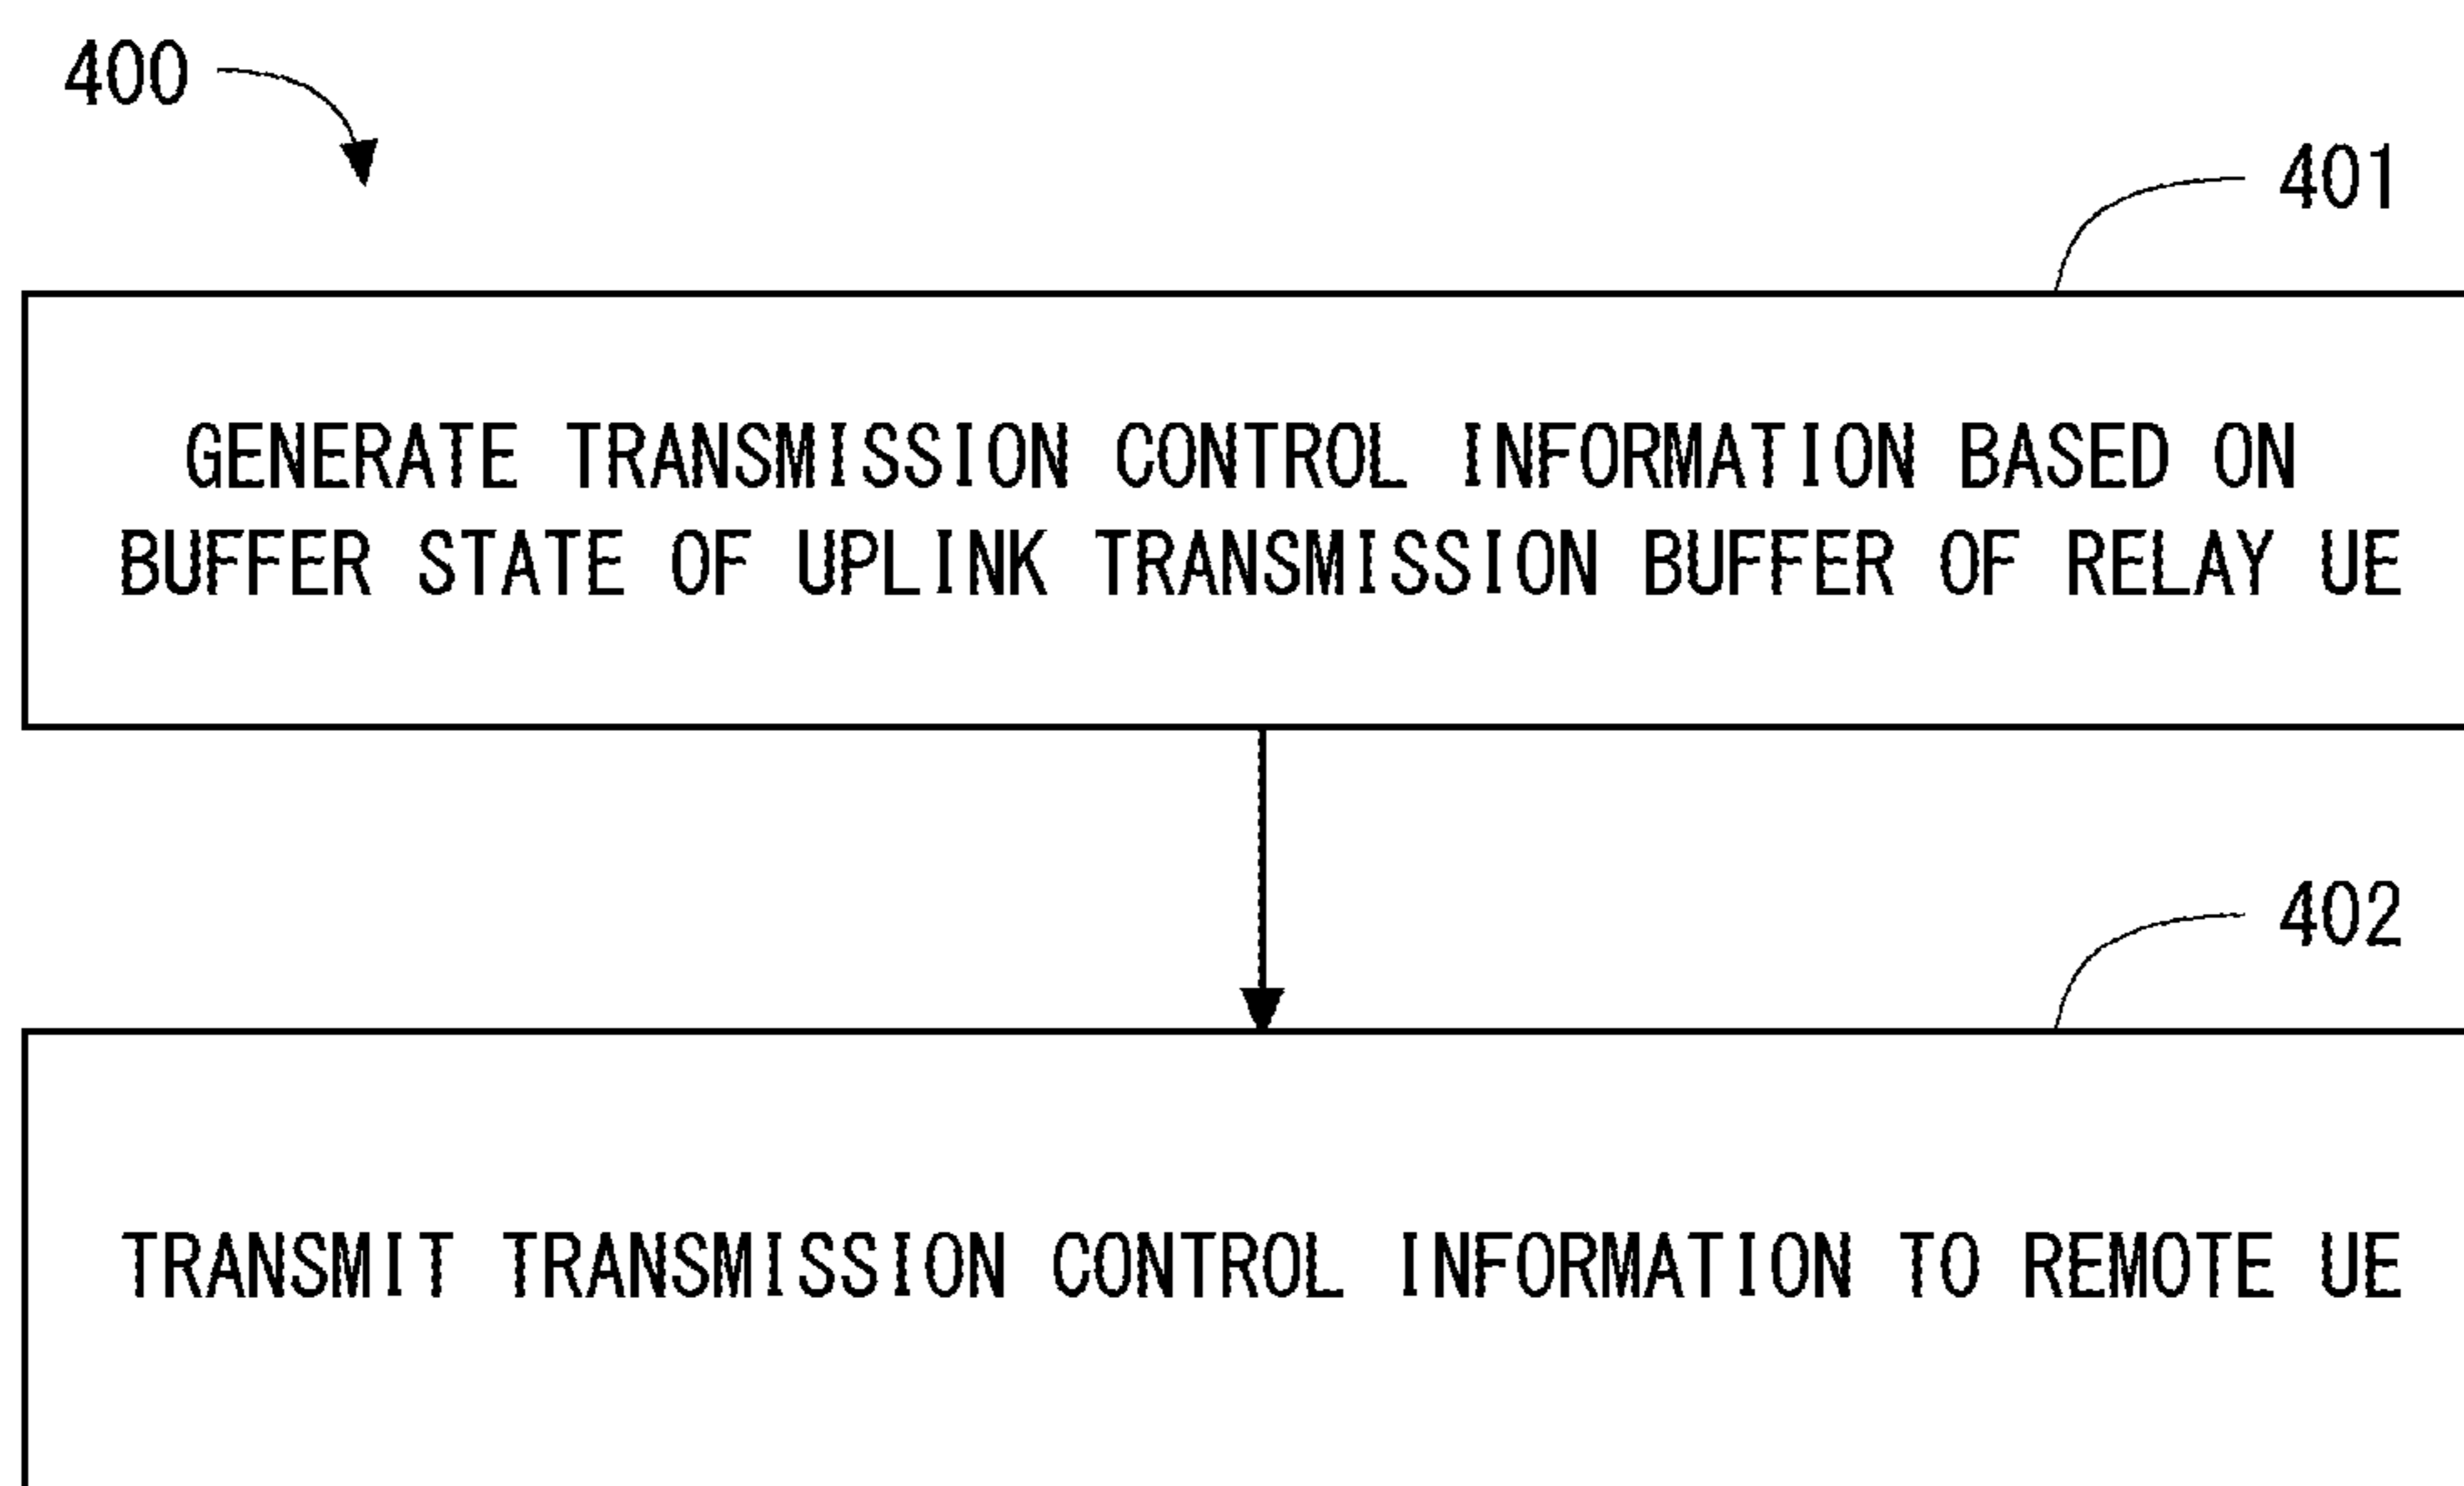 400
401
GENERATE TRANSMISSION CONTROL INFORMATION BASED ON
BUFFER STATE OF UPLINK TRANSMISSION BUFFER OF RELAY UE
402
TRANSMIT TRANSMISSION CONTROL INFORMATION TO REMOTE UE